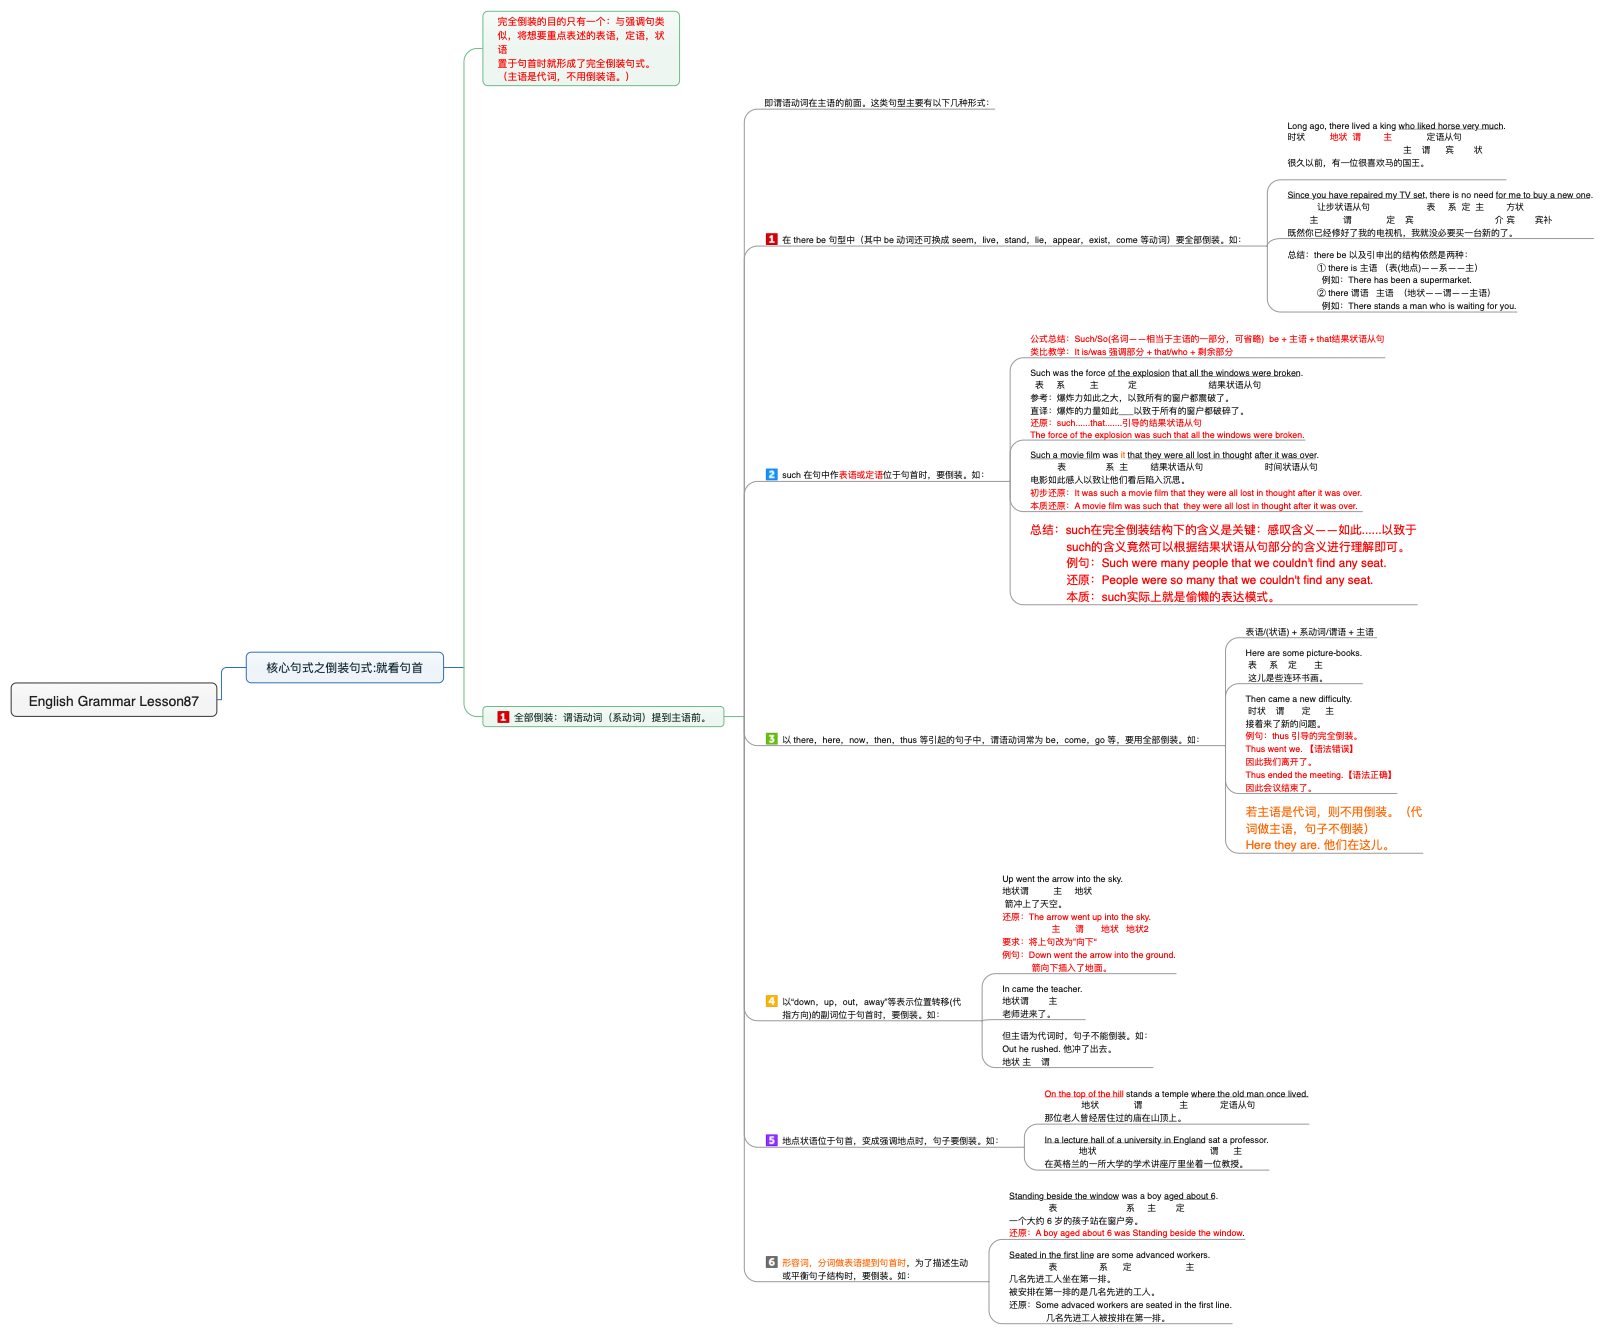 English Grammar Lesson87
核心句式之倒装句式:就看句首
完全倒装的目的只有一个：与强调句类
似，将想要重点表述的表语，定语，状
语
置于句首时就形成了完全倒装句式。
（主语是代词，不用倒装语。）
1 全部倒装：谓语动词（系动词）提到主语前。
即谓语动词在主语的前面。这类句型主要有以下几种形式：
1 在 there be 句型中（其中 be 动词还可换成 seem，live，stand，lie，appear，exist，come 等动词）要全部倒装。如：
Long ago, there lived a king who liked horse very much.
时状 地状 谓 主 定语从句
主 谓 宾 状
很久以前，有一位很喜欢马的国王。
Since you have repaired my TV set, there is no need for me to buy a new one.
让步状语从句 表 系 定 主 方状
主 谓 定 宾 介 宾 宾补
既然你已经修好了我的电视机，我就没必要买一台新的了。
总结：there be 以及引申出的结构依然是两种：
① there is 主语 （表(地点)——系——主）
例如：There has been a supermarket.
② there 谓语 主语 （地状——谓——主语）
例如：There stands a man who is waiting for you.
2 such 在句中作表语或定语位于句首时，要倒装。如：
公式总结：Such/So(名词——相当于主语的一部分，可省略) be + 主语 + that结果状语从句
类比教学：It is/was 强调部分 + that/who + 剩余部分
Such was the force of the explosion that all the windows were broken.
表 系 主 定 结果状语从句
参考：爆炸力如此之大，以致所有的窗户都震破了。
直译：爆炸的力量如此___以致于所有的窗户都破碎了。
还原：such......that.......引导的结果状语从句
The force of the explosion was such that all the windows were broken.
Such a movie film was it that they were all lost in thought after it was over.
表 系 主 结果状语从句 时间状语从句
电影如此感人以致让他们看后陷入沉思。
初步还原：It was such a movie film that they were all lost in thought after it was over.
本质还原：A movie film was such that they were all lost in thought after it was over.
总结：such在完全倒装结构下的含义是关键：感叹含义——如此......以致于
such的含义竟然可以根据结果状语从句部分的含义进行理解即可。
例句：Such were many people that we couldn't find any seat.
还原：People were so many that we couldn't find any seat.
本质：such实际上就是偷懒的表达模式。
3 以 there，here，now，then，thus 等引起的句子中，谓语动词常为 be，come，go 等，要用全部倒装。如：
表语/(状语) + 系动词/谓语 + 主语
Here are some picture-books.
表 系 定 主
这儿是些连环书画。
Then came a new difficulty.
时状 谓 定 主
接着来了新的问题。
例句：thus 引导的完全倒装。
Thus went we. 【语法错误】
因此我们离开了。
Thus ended the meeting.【语法正确】
因此会议结束了。
若主语是代词，则不用倒装。（代
词做主语，句子不倒装）
Here they are. 他们在这儿。
4 以“down，up，out，away”等表示位置转移(代
指方向)的副词位于句首时，要倒装。如：
Up went the arrow into the sky.
地状谓 主 地状
箭冲上了天空。
还原：The arrow went up into the sky.
主 谓 地状 地状2
要求：将上句改为"向下"
例句：Down went the arrow into the ground.
箭向下插入了地面。
In came the teacher.
地状谓 主
老师进来了。
但主语为代词时，句子不能倒装。如：
Out he rushed. 他冲了出去。
地状 主 谓
5 地点状语位于句首，变成强调地点时，句子要倒装。如：
On the top of the hill stands a temple where the old man once lived.
地状 谓 主 定语从句
那位老人曾经居住过的庙在山顶上。
In a lecture hall of a university in England sat a professor.
地状 谓 主
在英格兰的一所大学的学术讲座厅里坐着一位教授。
6 形容词，分词做表语提到句首时，为了描述生动
或平衡句子结构时，要倒装。如：
Standing beside the window was a boy aged about 6.
表 系 主 定
一个大约 6 岁的孩子站在窗户旁。
还原：A boy aged about 6 was Standing beside the window.
Seated in the first line are some advanced workers.
表 系 定 主
几名先进工人坐在第一排。
被安排在第一排的是几名先进的工人。
还原：Some advaced workers are seated in the first line.
几名先进工人被按排在第一排。